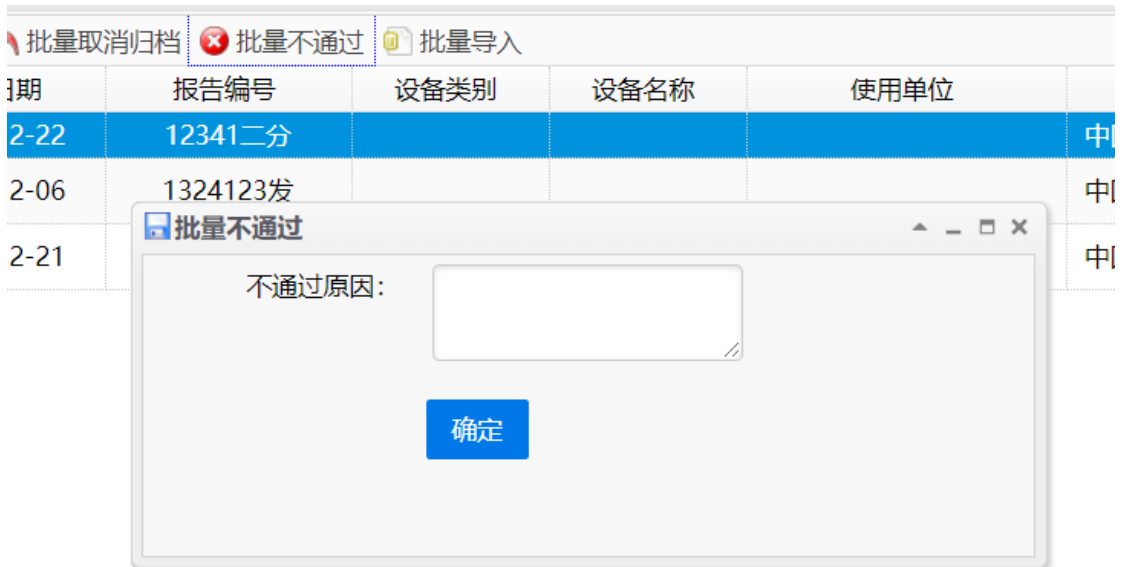 批量取消归档 批量不通过 批量导入
日期 报告编号 设备类别 设备名称 使用单位
2-22 12341二分 中
2-06 1324123发 中
批量不通过
2-21 中
不通过原因:
确定